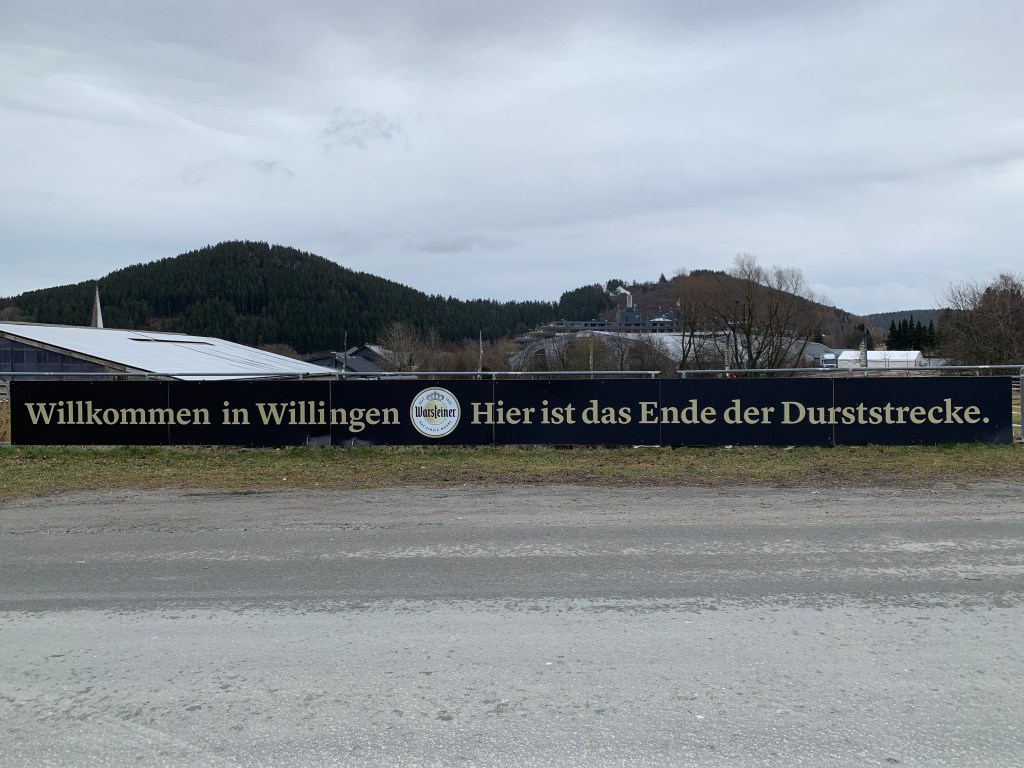 Willkommen in Willingen Warsteiner Hier ist das Ende der Durststrecke.